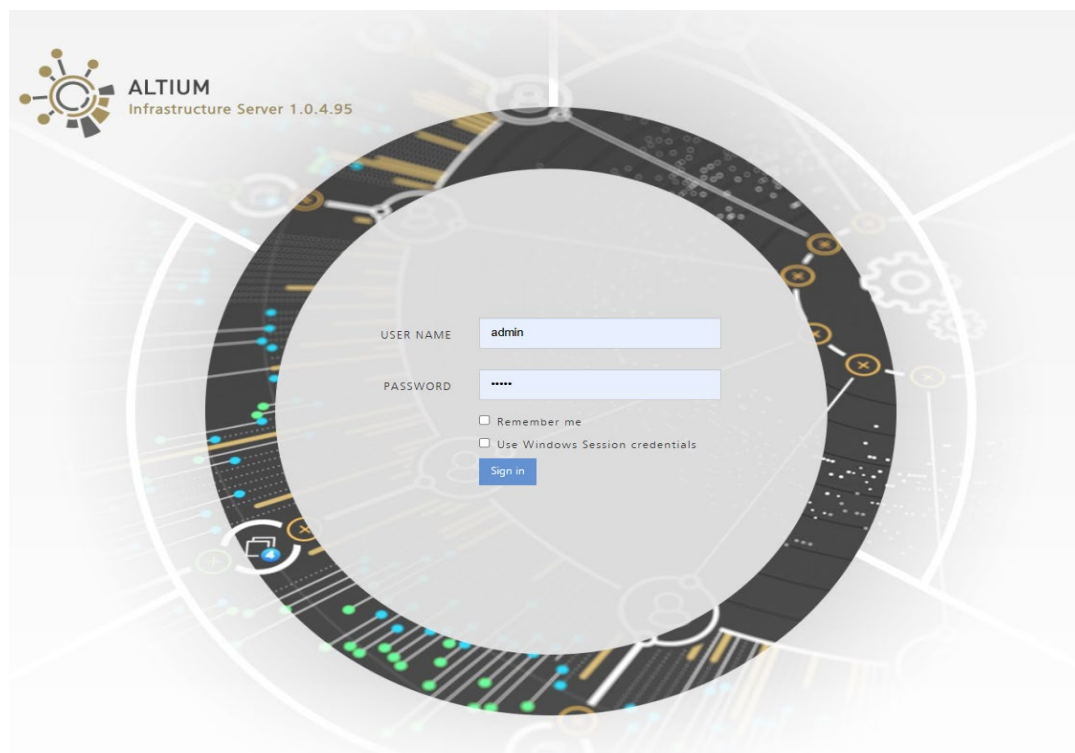 ALTIUM
Infrastructure Server 1.0.4.95
USER NAME
admin
PASSWORD
•••••
Remember me
Use Windows Session credentials
Sign in
4